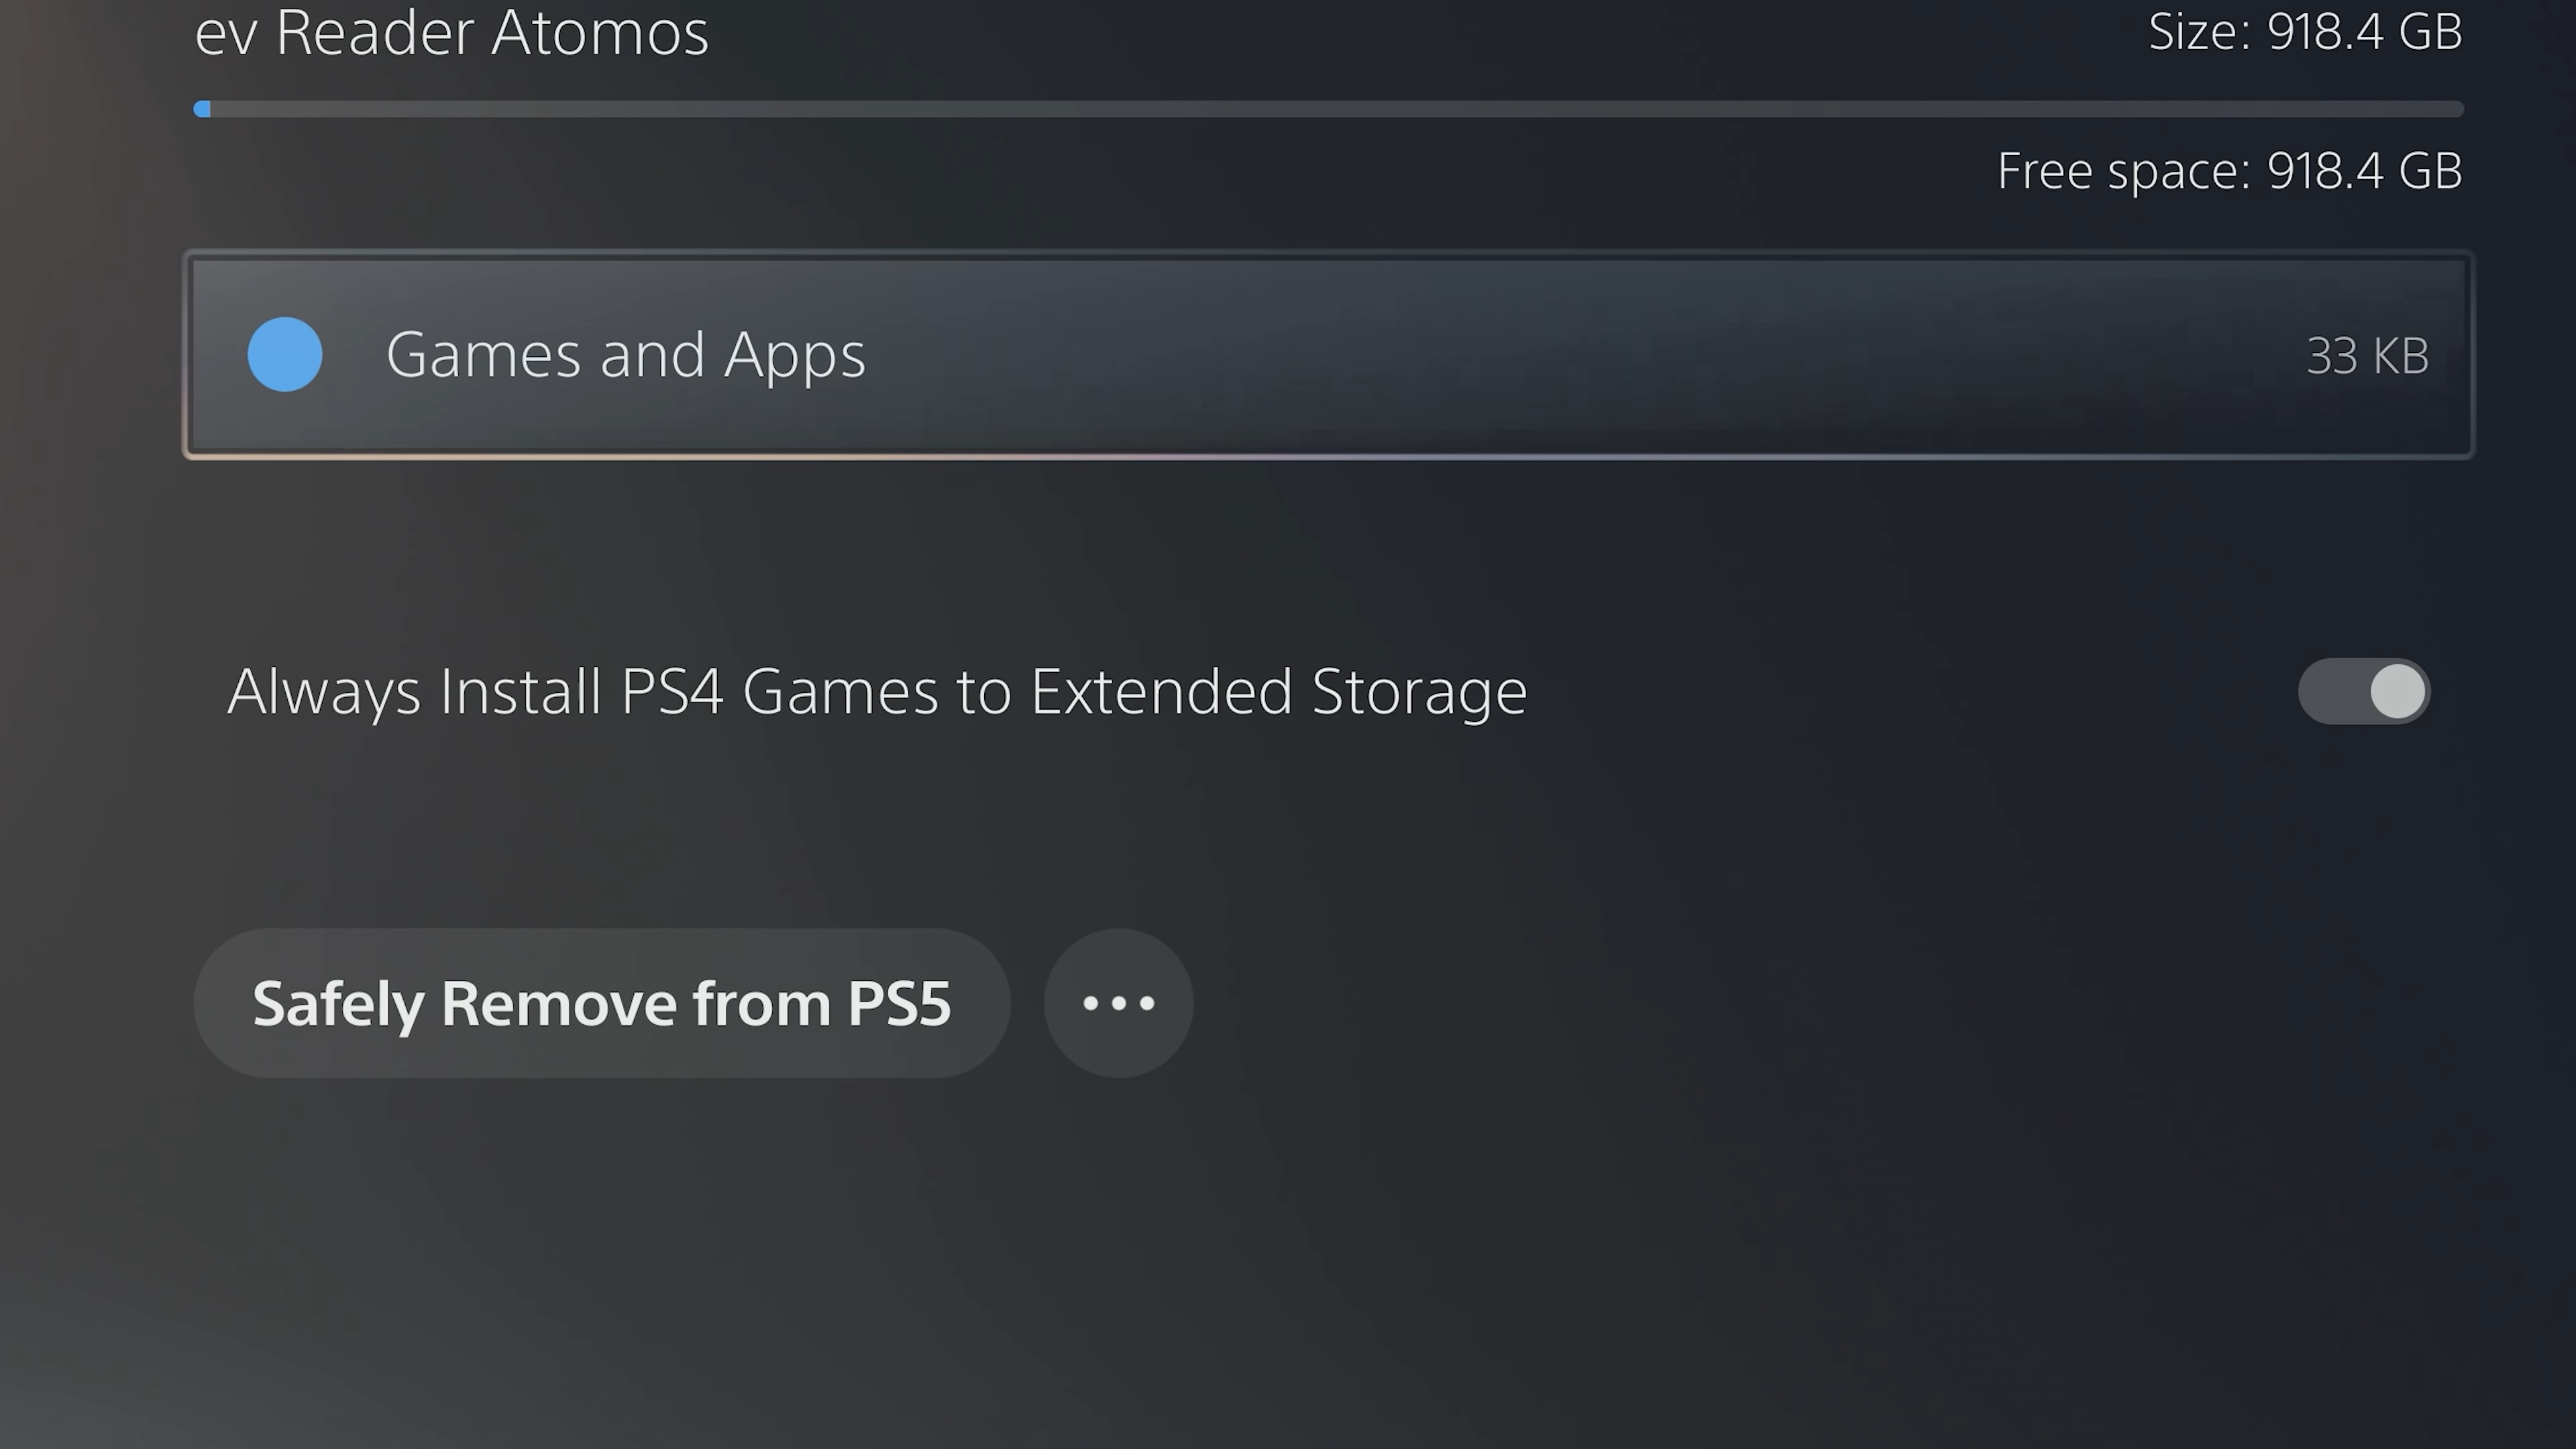 ev Reader Atomos
Size: 918.4 GB
Free space: 918.4 GB
Games and Apps
33 KB
Always Install PS4 Games to Extended Storage
Safely Remove from PS5